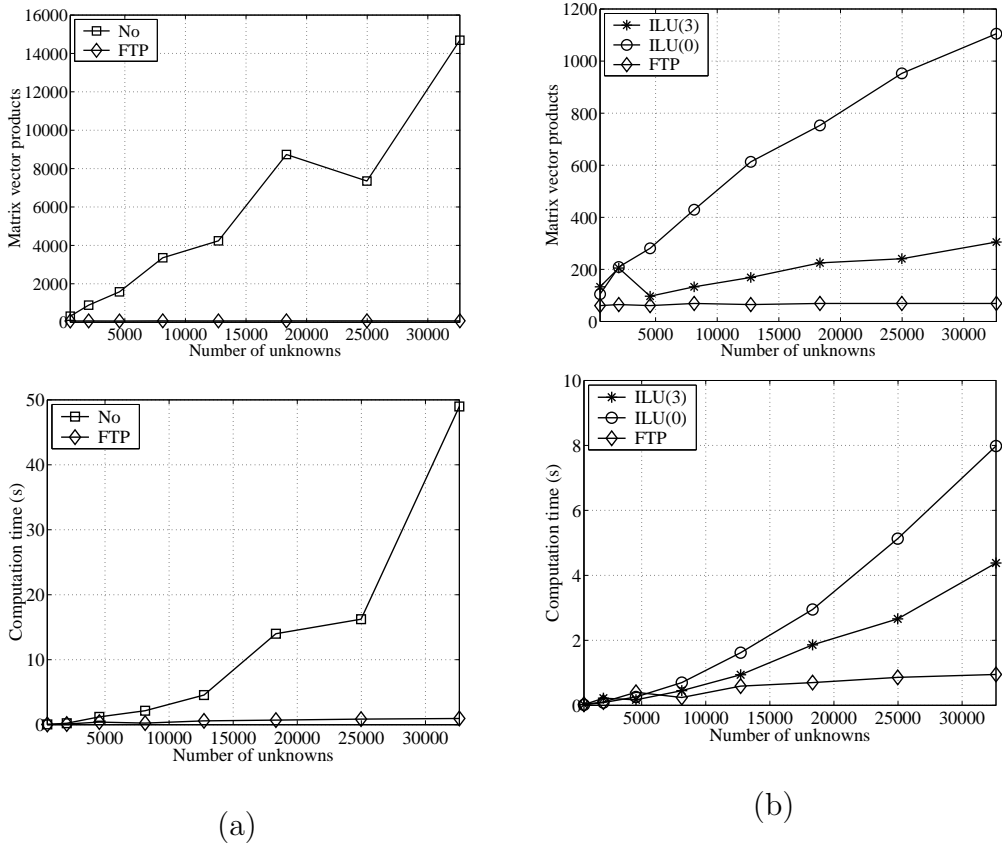 16000
14000
12000
10000
8000
6000
4000
2000
0
Matrix vector products
No
FTP
5000 10000 15000 20000 25000 30000
Number of unknowns
1200
1000
800
600
400
200
0
Matrix vector products
ILU(3)
ILU(0)
FTP
5000 10000 15000 20000 25000 30000
Number of unknowns
50
40
30
20
10
0
Computation time (s)
No
FTP
5000 10000 15000 20000 25000 30000
Number of unknowns
10
8
6
4
2
0
Computation time (s)
ILU(3)
ILU(0)
FTP
5000 10000 15000 20000 25000 30000
Number of unknowns
(a)
(b)